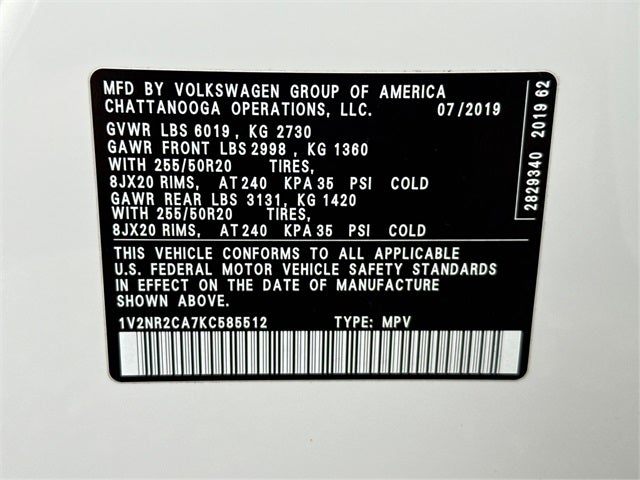 MFD BY VOLKSWAGEN GROUP OF AMERICA
CHATTANOOGA OPERATIONS, LLC. 07/2019
GVWR LBS 6019, KG 2730
GAWR FRONT LBS 2998, KG 1360
WITH 255/50R20 TIRES,
8JX20 RIMS, AT 240 KPA 35 PSI COLD
GAWR REAR LBS 3131, KG 1420
WITH 255/50R20 TIRES,
8JX20 RIMS, AT 240 KPA 35 PSI COLD
THIS VEHICLE CONFORMS TO ALL APPLICABLE
U.S. FEDERAL MOTOR VEHICLE SAFETY STANDARDS
IN EFFECT ON THE DATE OF MANUFACTURE
SHOWN ABOVE.
1V2NR2CA7KC585512 TYPE: MPV
2829340 2019 62